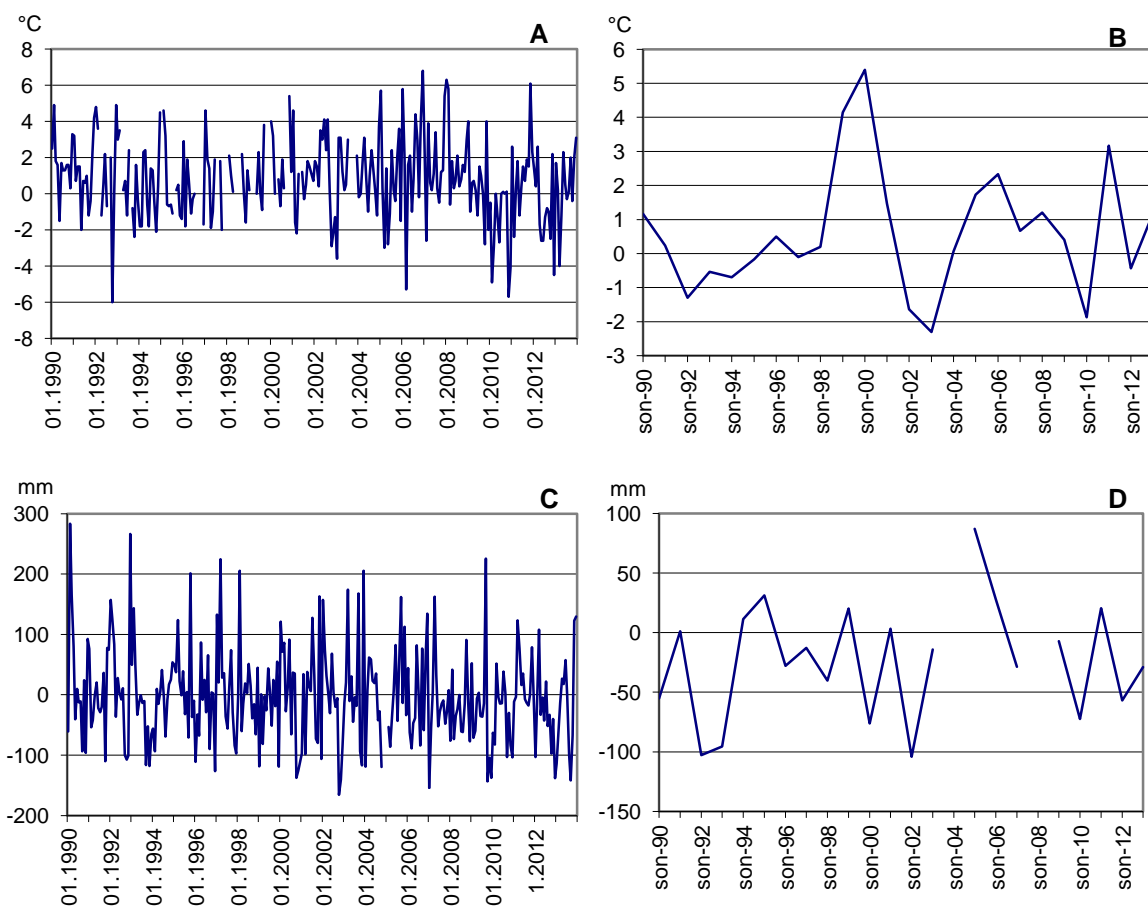 °C
A
8
6
4
2
0
-2
-4
-6
-8
01.1990
01.1992
01.1994
01.1996
01.1998
01.2000
01.2002
01.2004
01.2006
01.2008
01.2010
01.2012
°C
B
6
5
4
3
2
1
0
-1
-2
-3
son-90
son-92
son-94
son-96
son-98
son-00
son-02
son-04
son-06
son-08
son-10
son-12
mm
C
300
200
100
0
-100
-200
01.1990
01.1992
01.1994
01.1996
01.1998
01.2000
01.2002
01.2004
01.2006
01.2008
01.2010
1.2012
mm
D
100
50
0
-50
-100
-150
son-90
son-92
son-94
son-96
son-98
son-00
son-02
son-04
son-06
son-08
son-10
son-12